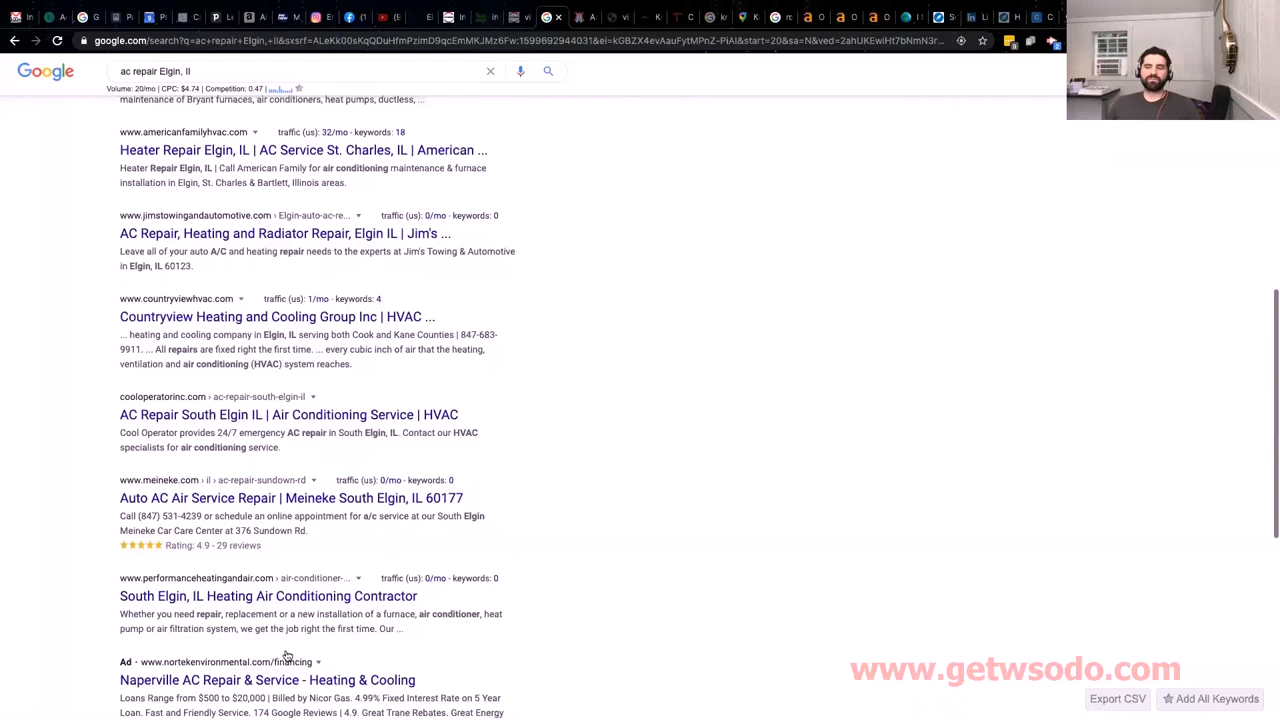 google.com/search?q=ac+repair+Elgin,+Il&sxsrf=ALeKk00sKqQDuHfmPzimD9qcEmKKJMz6Fw:1599692944031&ei=kGBZX4evAauFytMPnZ-PiAI&start=20&sa=N&ved=2ahUKEwiHt7bNmN3r...
Google
ac repair Elgin, Il
Volume: 20/mo | CPC: $4.74 | Competition: 0.47 |
maintenance of Bryant furnaces, air conditioners, heat pumps, ductless, ...
www.americanfamilyhvac.com traffic (us): 32/mo - keywords: 18
Heater Repair Elgin, IL | AC Service St. Charles, IL | American ...
Heater Repair Elgin, IL | Call American Family for air conditioning maintenance & furnace
installation in Elgin, St. Charles & Bartlett, Illinois areas.
www.jimstowingandautomotive.com › Elgin-auto-ac-re... traffic (us): 0/mo - keywords: 0
AC Repair, Heating and Radiator Repair, Elgin IL | Jim's ...
Leave all of your auto A/C and heating repair needs to the experts at Jim's Towing & Automotive
in Elgin, IL 60123.
www.countryviewhvac.com traffic (us): 1/mo - keywords: 4
Countryview Heating and Cooling Group Inc | HVAC ...
... heating and cooling company in Elgin, IL serving both Cook and Kane Counties | 847-683-
9911. ... All repairs are fixed right the first time. ... every cubic inch of air that the heating,
ventilation and air conditioning (HVAC) system reaches.
cooloperatorinc.com › ac-repair-south-elgin-il
AC Repair South Elgin IL | Air Conditioning Service | HVAC
Cool Operator provides 24/7 emergency AC repair in South Elgin, IL. Contact our HVAC
specialists for air conditioning service.
www.meineke.com › il › ac-repair-sundown-rd traffic (us): 0/mo - keywords: 0
Auto AC Air Service Repair | Meineke South Elgin, IL 60177
Call (847) 531-4239 or schedule an online appointment for a/c service at our South Elgin
Meineke Car Care Center at 376 Sundown Rd.
Rating: 4.9 - 29 reviews
www.performanceheatingandair.com › air-conditioner-... traffic (us): 0/mo - keywords: 0
South Elgin, IL Heating Air Conditioning Contractor
Whether you need repair, replacement or a new installation of a furnace, air conditioner, heat
pump or air filtration system, we get the job right the first time. Our ...
Ad · www.nortekenvironmental.com/financing
Naperville AC Repair & Service - Heating & Cooling
Loans Range from $500 to $20,000 | Billed by Nicor Gas. 4.99% Fixed Interest Rate on 5 Year
Loan. Fast and Friendly Service. 174 Google Reviews | 4.9. Great Trane Rebates. Great Energy
www.getwsodo.com
Export CSV
Add All Keywords